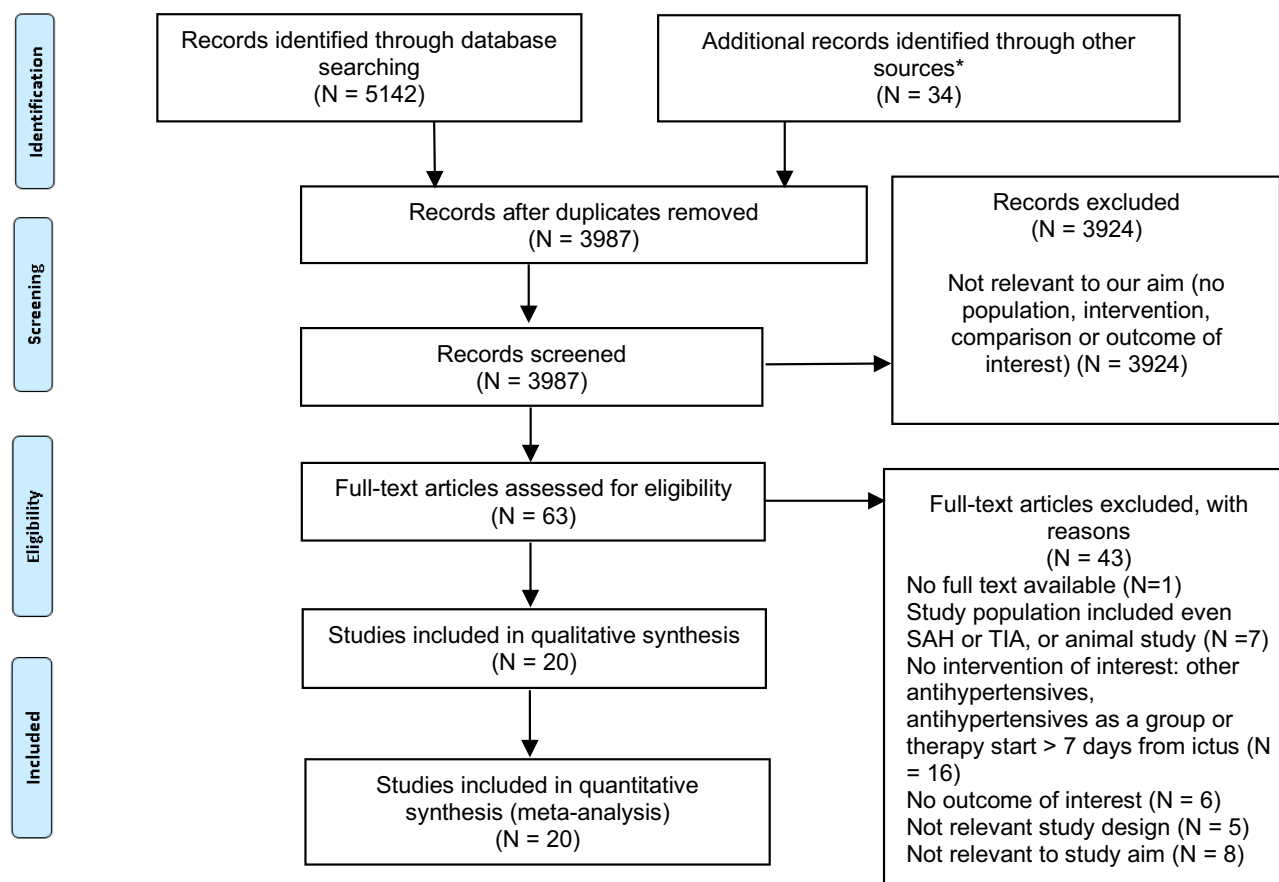 Identification
Records identified through database
searching
(N = 5142)
Additional records identified through other
sources*
(N = 34)
Records after duplicates removed
(N = 3987)
Screening
Records screened
(N = 3987)
Records excluded
(N = 3924)
Not relevant to our aim (no
population, intervention,
comparison or outcome of
interest) (N = 3924)
Eligibility
Full-text articles assessed for eligibility
(N = 63)
Full-text articles excluded, with
reasons
(N = 43)
No full text available (N=1)
Study population included even
SAH or TIA, or animal study (N =7)
No intervention of interest: other
antihypertensives,
antihypertensives as a group or
therapy start > 7 days from ictus (N
= 16)
No outcome of interest (N = 6)
Not relevant study design (N = 5)
Not relevant to study aim (N = 8)
Studies included in qualitative synthesis
(N = 20)
Included
Studies included in quantitative
synthesis (meta-analysis)
(N = 20)